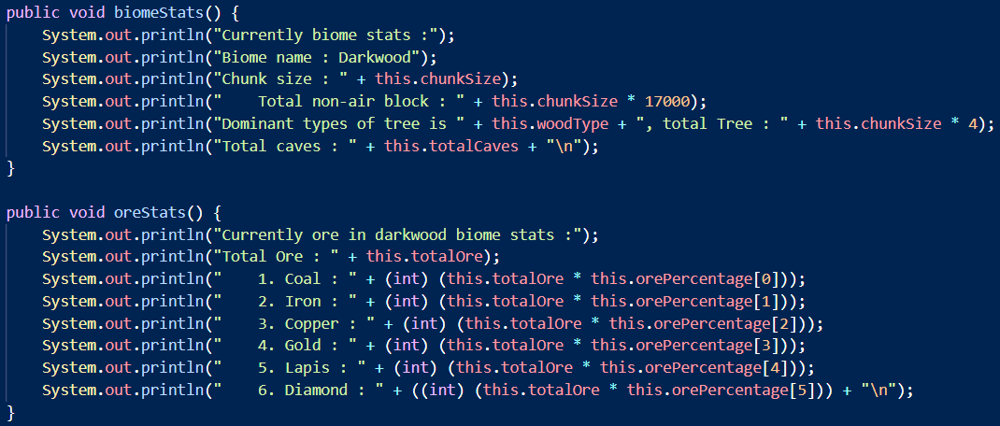 public void biomeStats() {
    System.out.println("Currently biome stats :");
    System.out.println("Biome name : Darkwood");
    System.out.println("Chunk size : " + this.chunkSize);
    System.out.println("    Total non-air block : " + this.chunkSize * 17000);
    System.out.println("Dominant types of tree is " + this.woodType + ", total Tree : " + this.chunkSize * 4);
    System.out.println("Total caves : " + this.totalCaves + "\n");
}

public void oreStats() {
    System.out.println("Currently ore in darkwood biome stats :");
    System.out.println("Total Ore : " + this.totalOre);
    System.out.println("    1. Coal : " + (int) (this.totalOre * this.orePercentage[0]));
    System.out.println("    2. Iron : " + (int) (this.totalOre * this.orePercentage[1]));
    System.out.println("    3. Copper : " + (int) (this.totalOre * this.orePercentage[2]));
    System.out.println("    4. Gold : " + (int) (this.totalOre * this.orePercentage[3]));
    System.out.println("    5. Lapis : " + (int) (this.totalOre * this.orePercentage[4]));
    System.out.println("    6. Diamond : " + ((int) (this.totalOre * this.orePercentage[5])) + "\n");
}